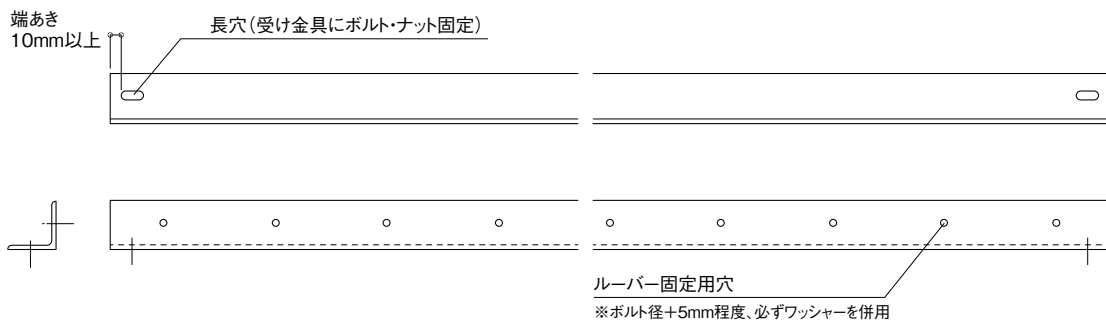 端あき
10mm以上
長穴（受け金具にボルト・ナット固定）
ルーバー固定用穴
※ボルト径＋5mm程度、必ずワッシャーを併用